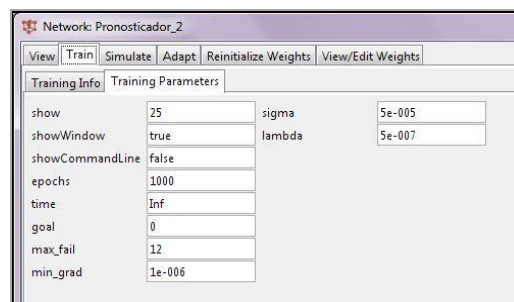 Network: Pronosticador_2
View Train Simulate Adapt Reinitialize Weights View/Edit Weights
Training Info Training Parameters
show 25 sigma 5e-005
showWindow true lambda 5e-007
showCommandLine false
epochs 1000
time Inf
goal 0
max_fail 12
min_grad 1e-006